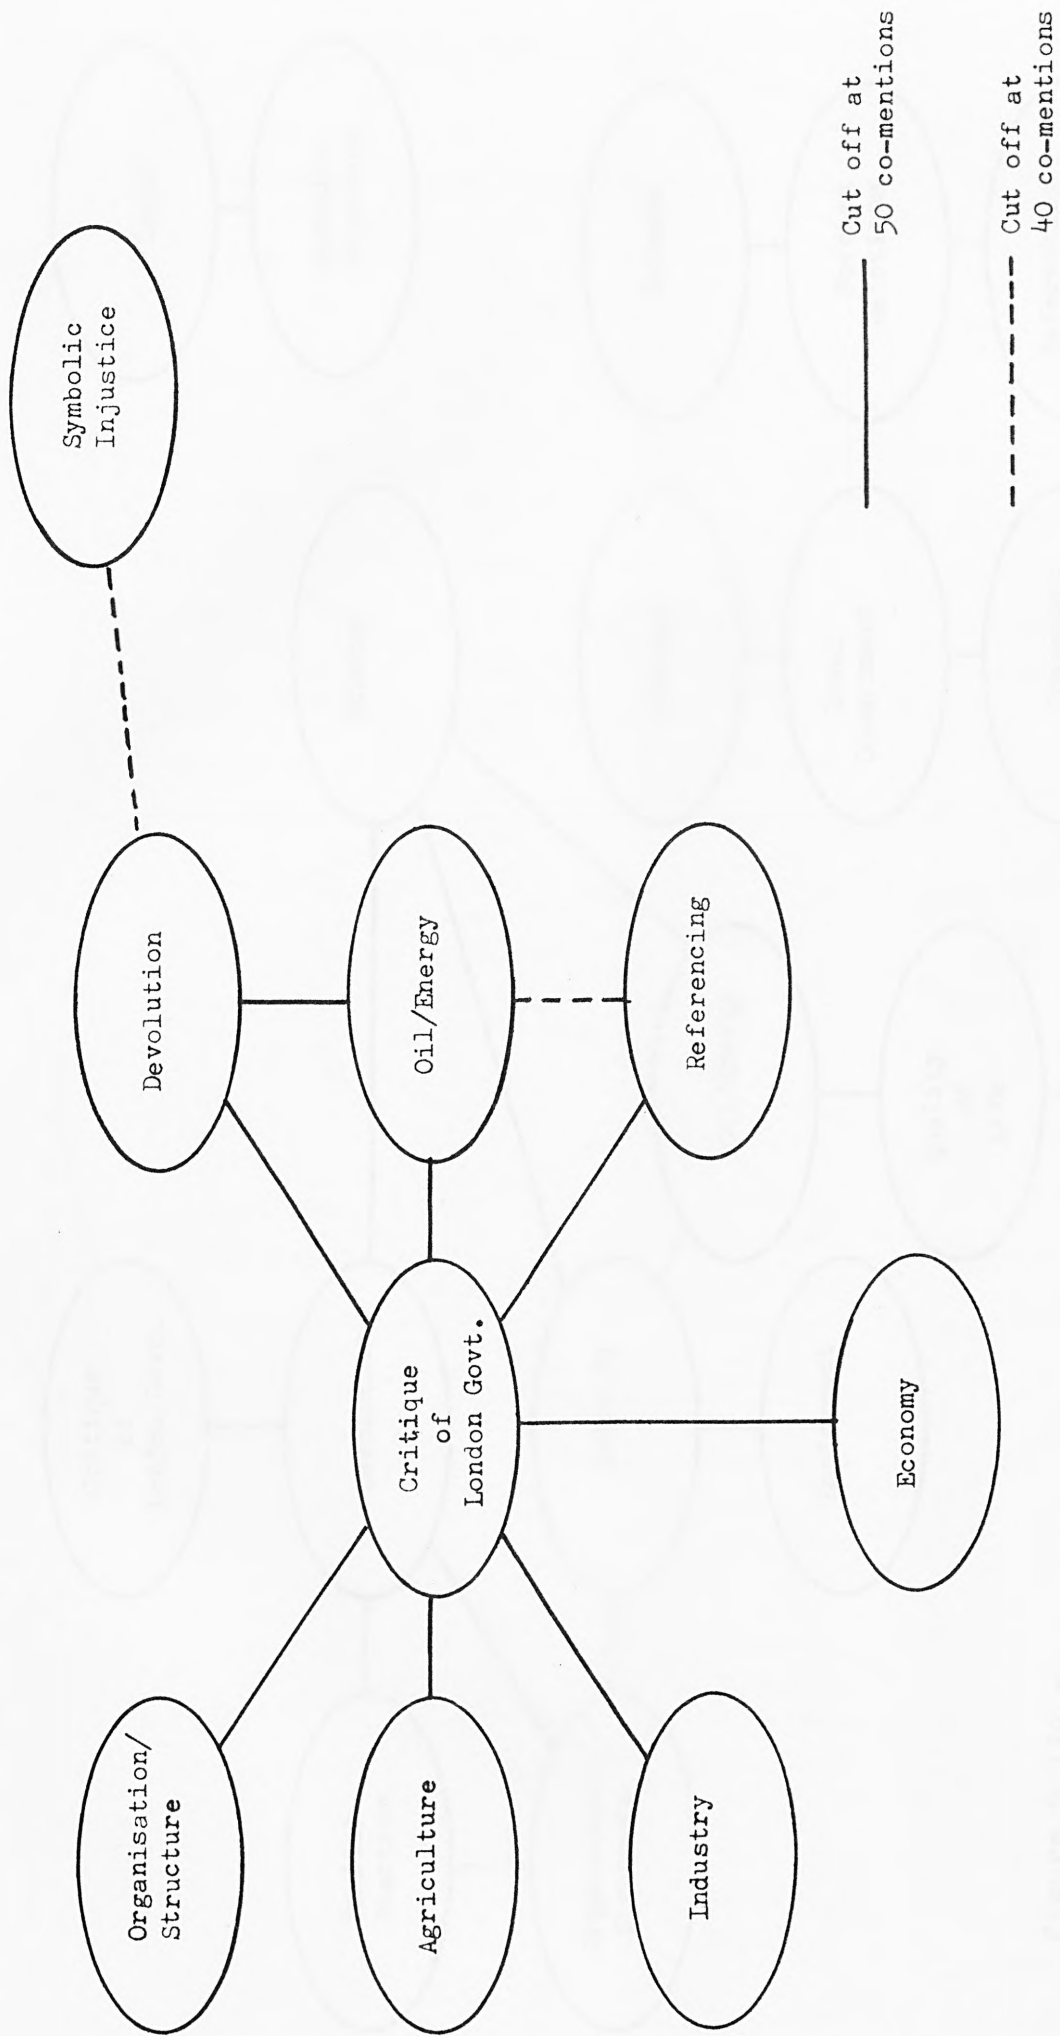 Symbolic
Injustice
Devolution
Oil/Energy
Referencing
Critique
of
London Govt.
Organisation/
Structure
Agriculture
Industry
Economy
Cut off at
50 co-mentions
Cut off at
40 co-mentions